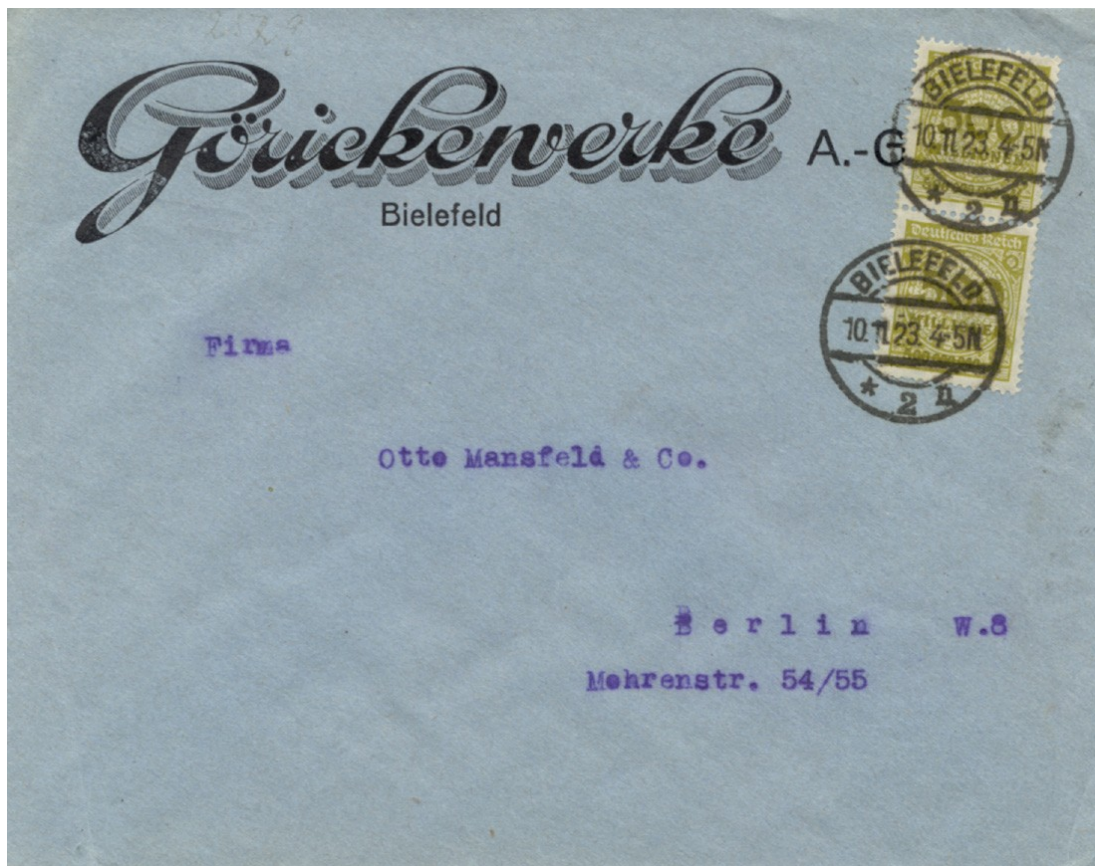 Görickewerke A.-G
Bielefeld
BIELEFELD
10.11.23. 4-5N
* 2 n
Deutsches Reich
BIELEFELD
10.11.23. 4-5N
* 2 n
Firma
Otto Mansfeld & Co.
Berlin W.8
Mohrenstr. 54/55